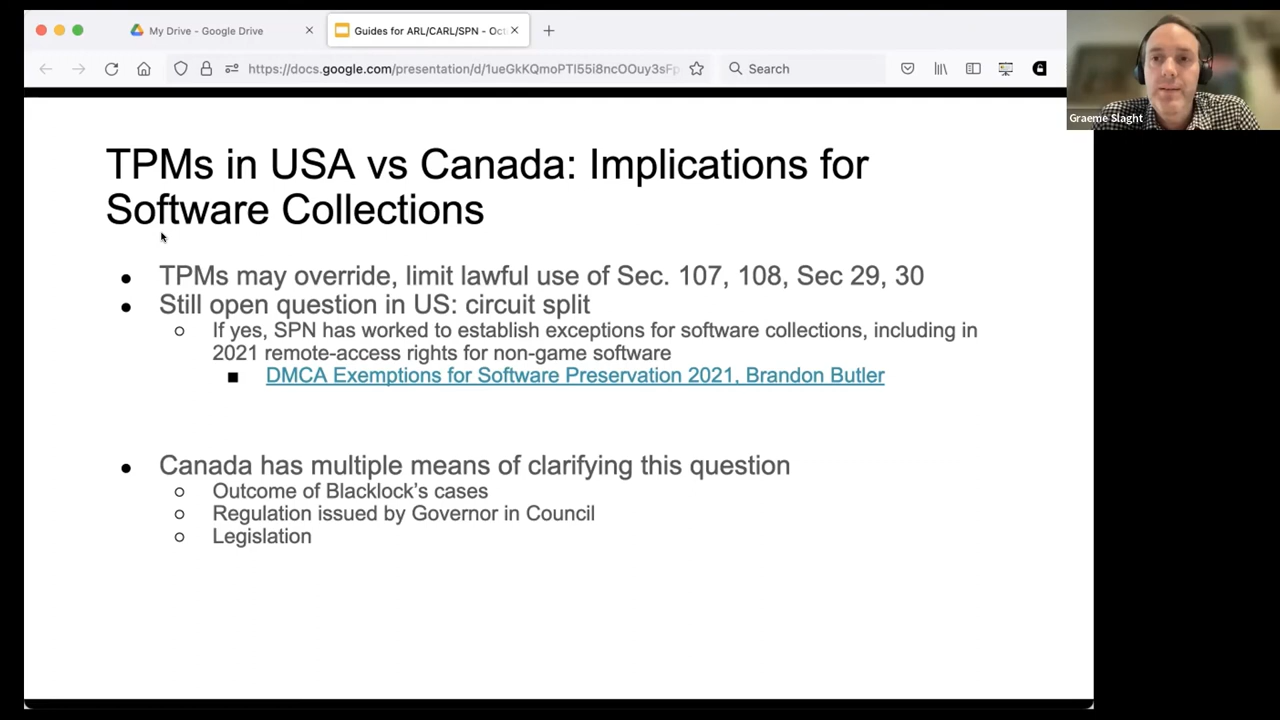 My Drive - Google Drive
Guides for ARL/CARL/SPN - Oct
https://docs.google.com/presentation/d/1ueGkKQmoPTI55i8ncOOuy3sFp
Search
Graeme Slaght
TPMs in USA vs Canada: Implications for
Software Collections
● TPMs may override, limit lawful use of Sec. 107, 108, Sec 29, 30
● Still open question in US: circuit split
○ If yes, SPN has worked to establish exceptions for software collections, including in
2021 remote-access rights for non-game software
■ DMCA Exemptions for Software Preservation 2021, Brandon Butler
● Canada has multiple means of clarifying this question
○ Outcome of Blacklock's cases
○ Regulation issued by Governor in Council
○ Legislation